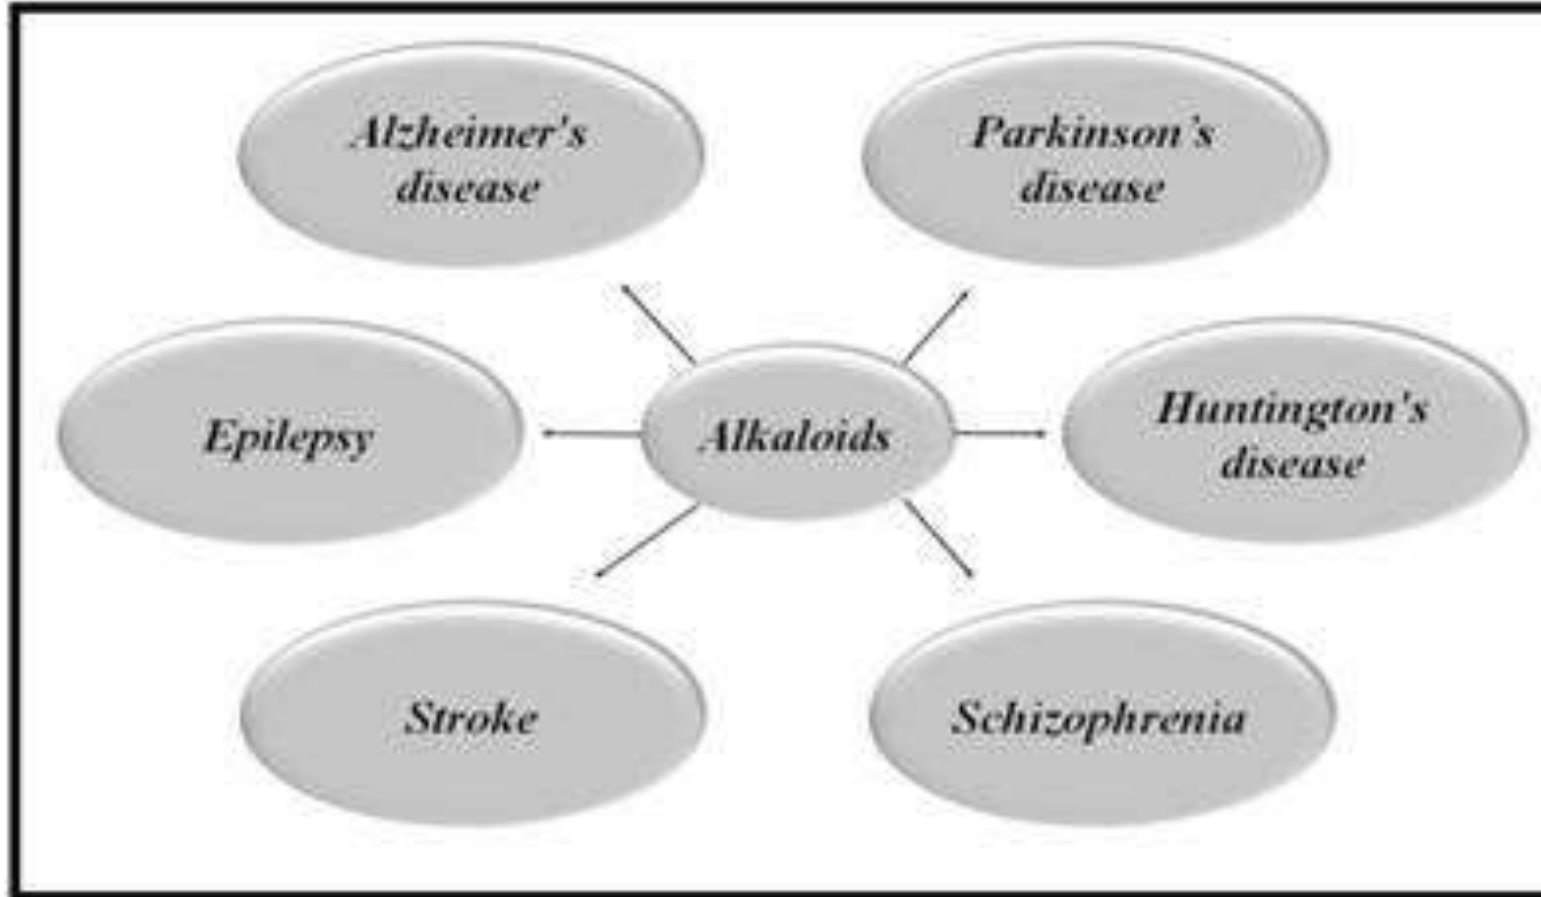 Alzheimer's
disease
Parkinson's
disease
Epilepsy
Alkaloids
Huntington's
disease
Stroke
Schizophrenia